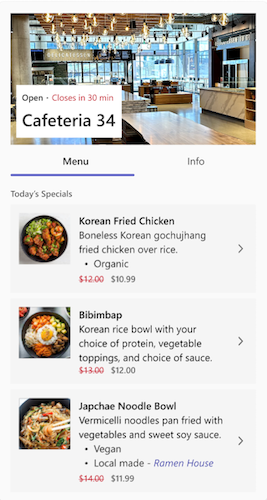 DELICATESSEN
Open • Closes in 30 min
Cafeteria 34
Menu
Info
Today's Specials
Korean Fried Chicken
Boneless Korean gochujhang
fried chicken over rice.
• Organic
$12.00 $10.99
Bibimbap
Korean rice bowl with your
choice of protein, vegetable
toppings, and choice of sauce.
$13.00 $12.00
Japchae Noodle Bowl
Vermicelli noodles pan fried with
vegetables and sweet soy sauce.
• Vegan
• Local made - Ramen House
$14.00 $11.99